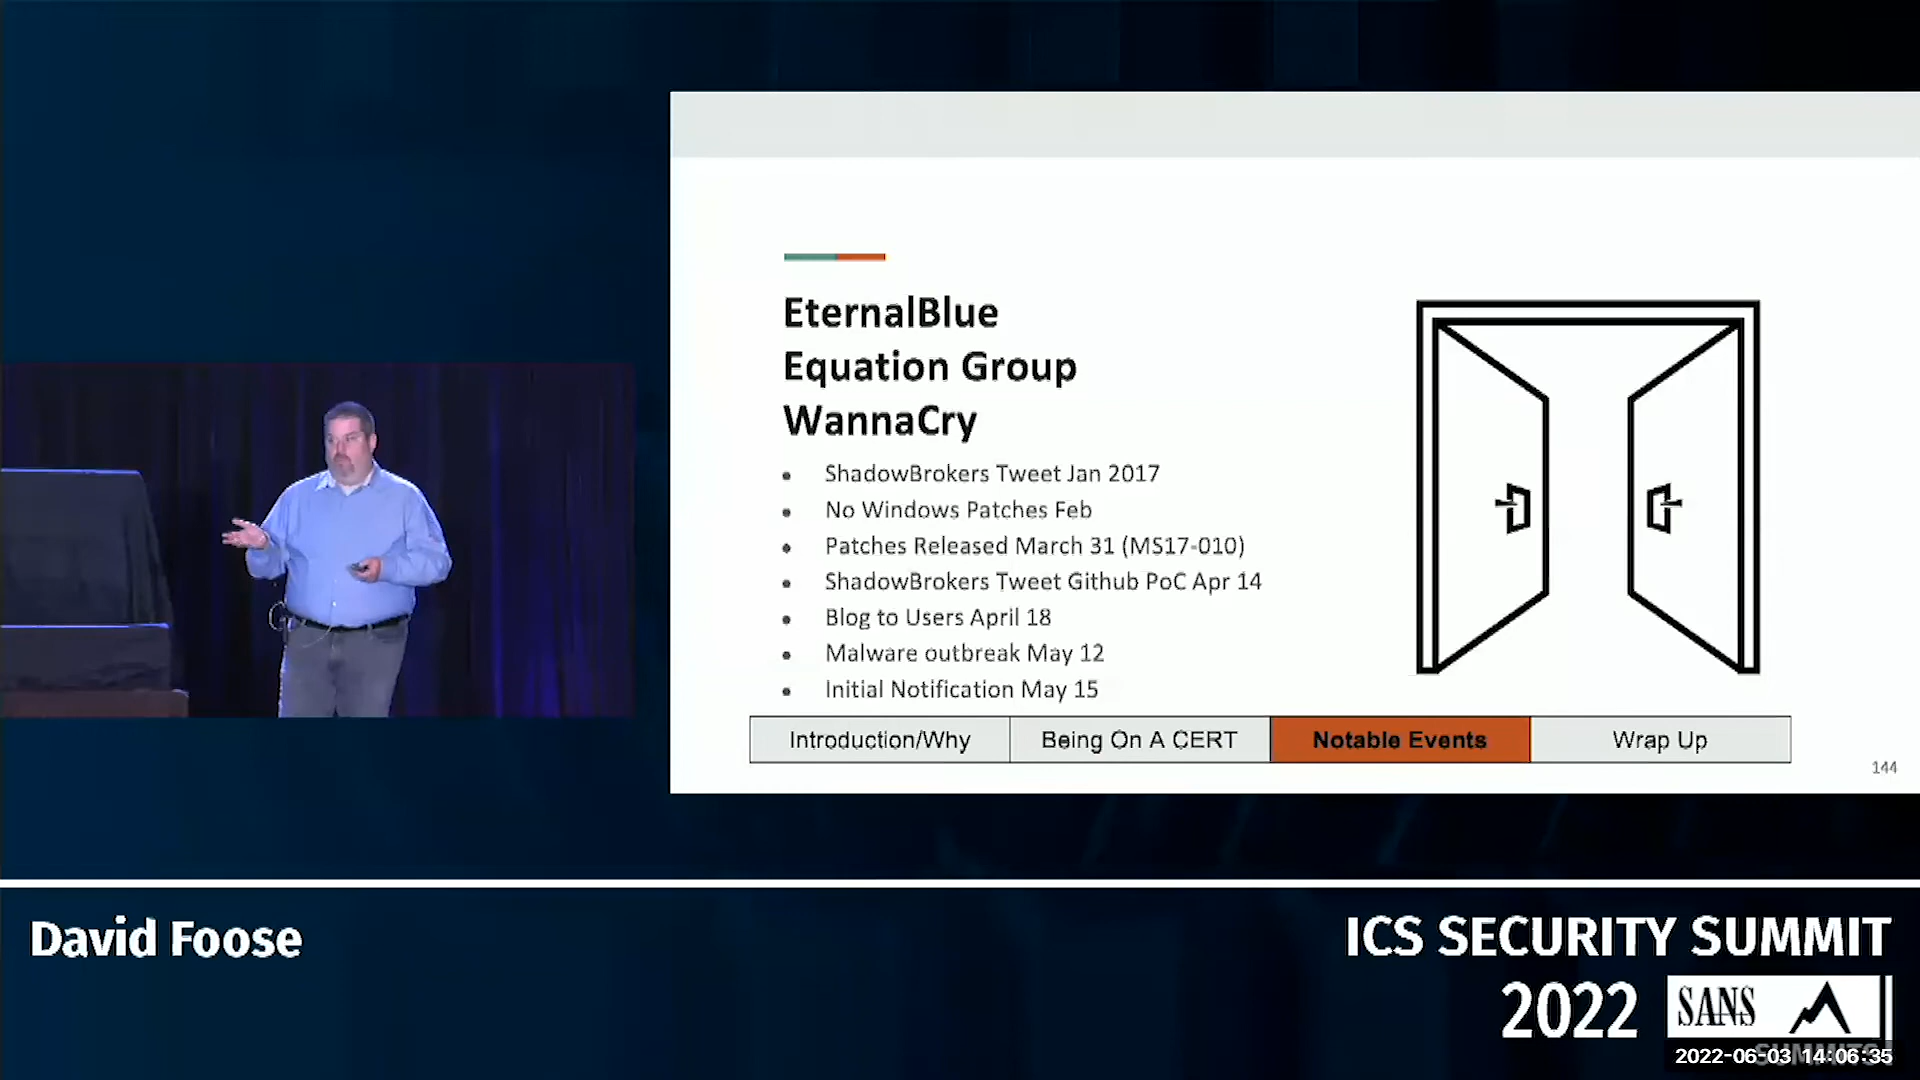 EternalBlue
Equation Group
WannaCry
• ShadowBrokers Tweet Jan 2017
• No Windows Patches Feb
• Patches Released March 31 (MS17-010)
• ShadowBrokers Tweet Github PoC Apr 14
• Blog to Users April 18
• Malware outbreak May 12
• Initial Notification May 15
Introduction/Why
Being On A CERT
Notable Events
Wrap Up
144
David Foose
ICS SECURITY SUMMIT
2022
SANS
SUMMITS
2022-06-03 14:06:35